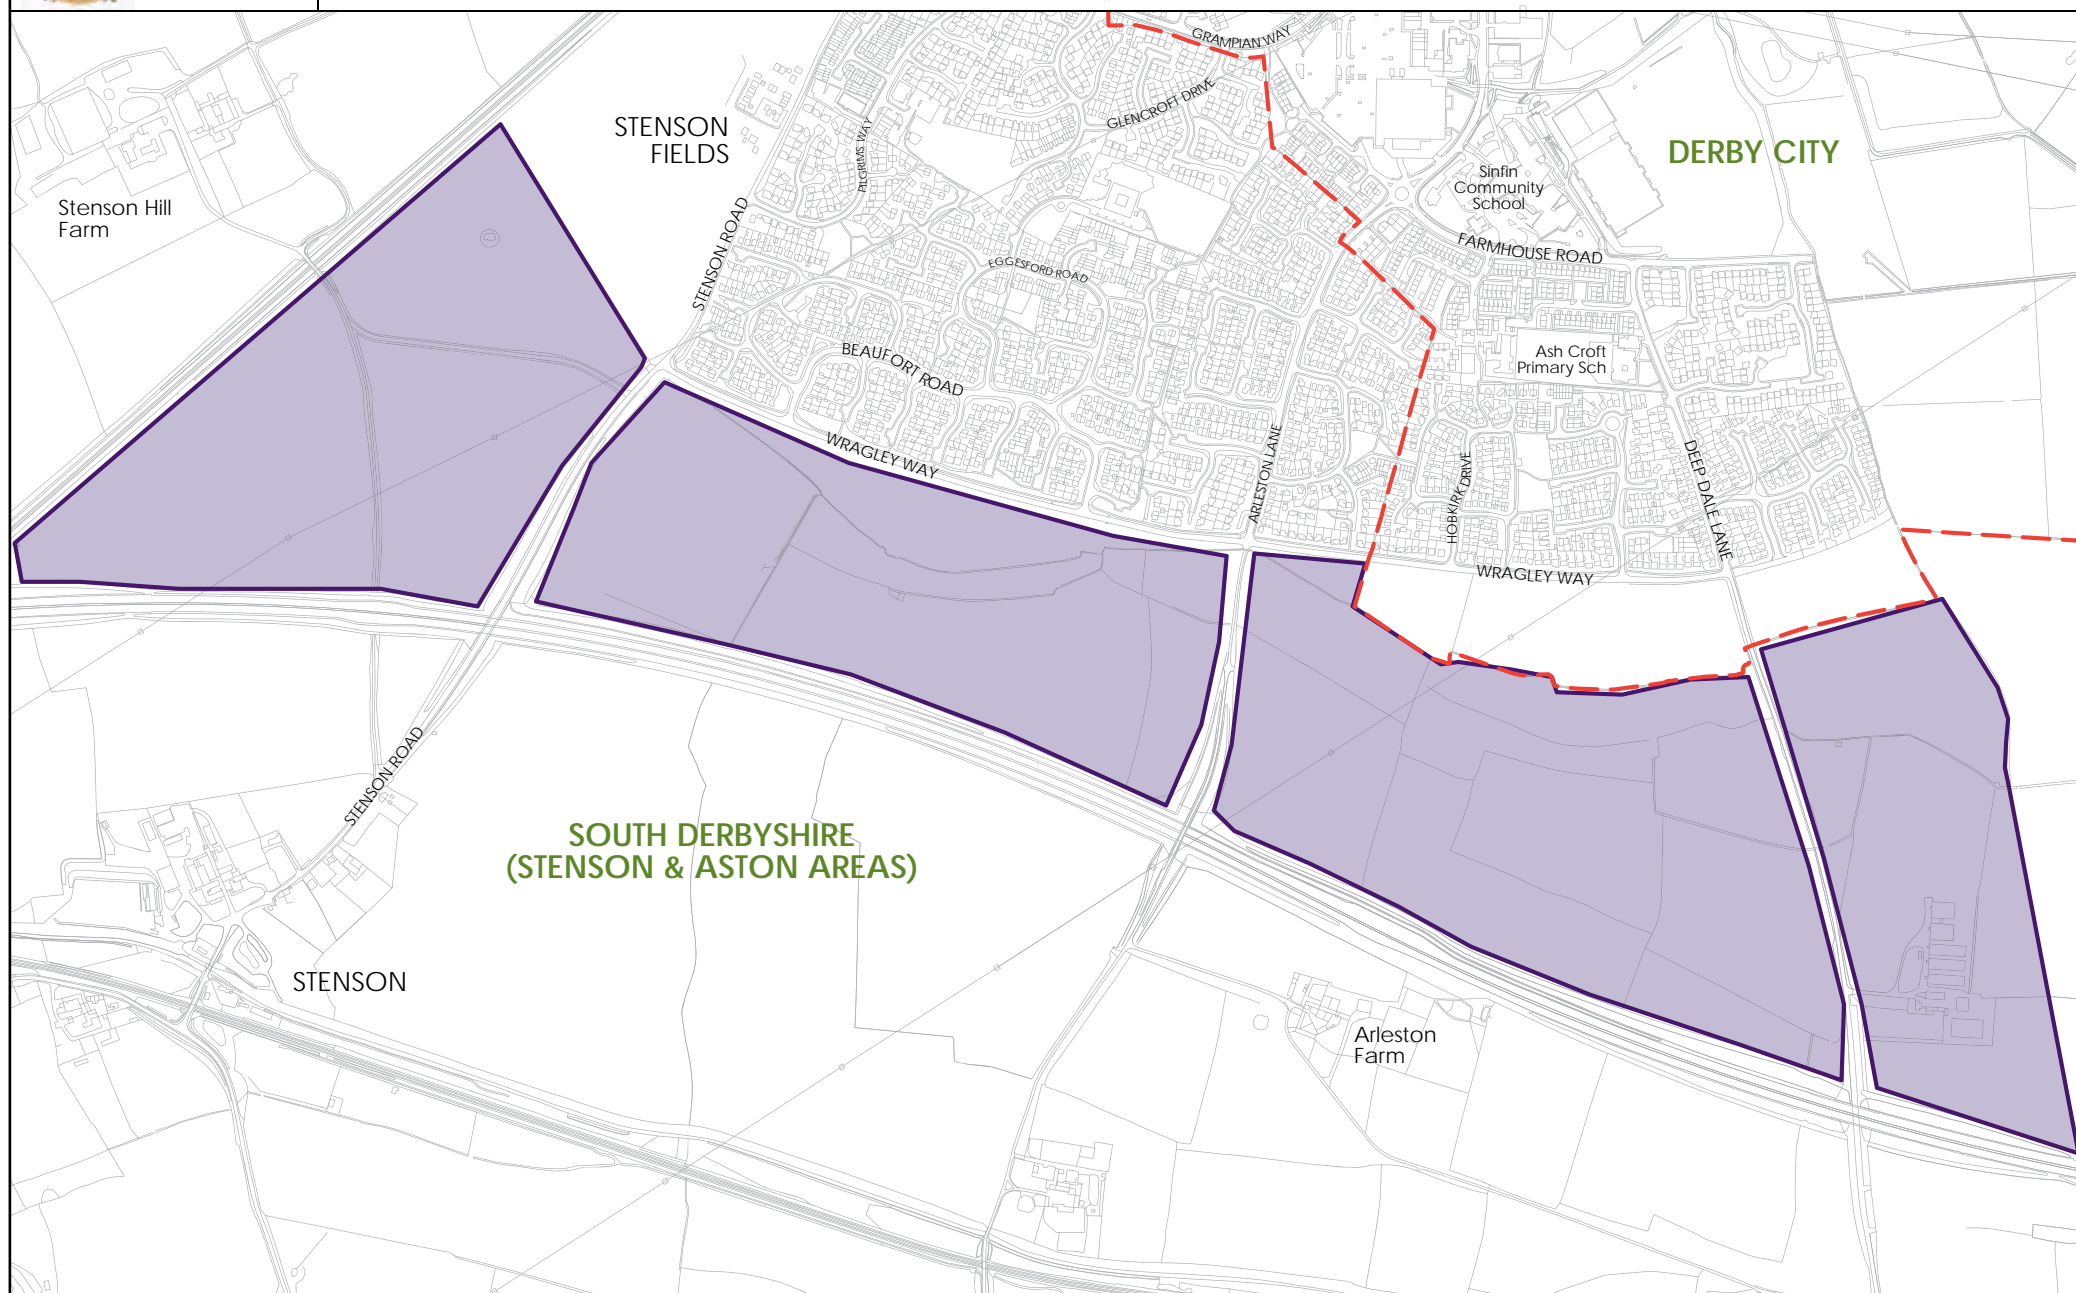 GRAMPIAN WAY
GLENCROFT DRIVE
STENSON
FIELDS
PILGRIMS WAY
DERBY CITY
Sinfin
Community
School
Stenson Hill
Farm
STENSON ROAD
FARMHOUSE ROAD
EGGESFORD ROAD
BEAUFORT ROAD
Ash Croft
Primary Sch
WRAGLEY WAY
ARLESTON LANE
HOBKIRK DRIVE
DEEP DALE LANE
WRAGLEY WAY
STENSON ROAD
SOUTH DERBYSHIRE
(STENSON & ASTON AREAS)
STENSON
Arleston
Farm